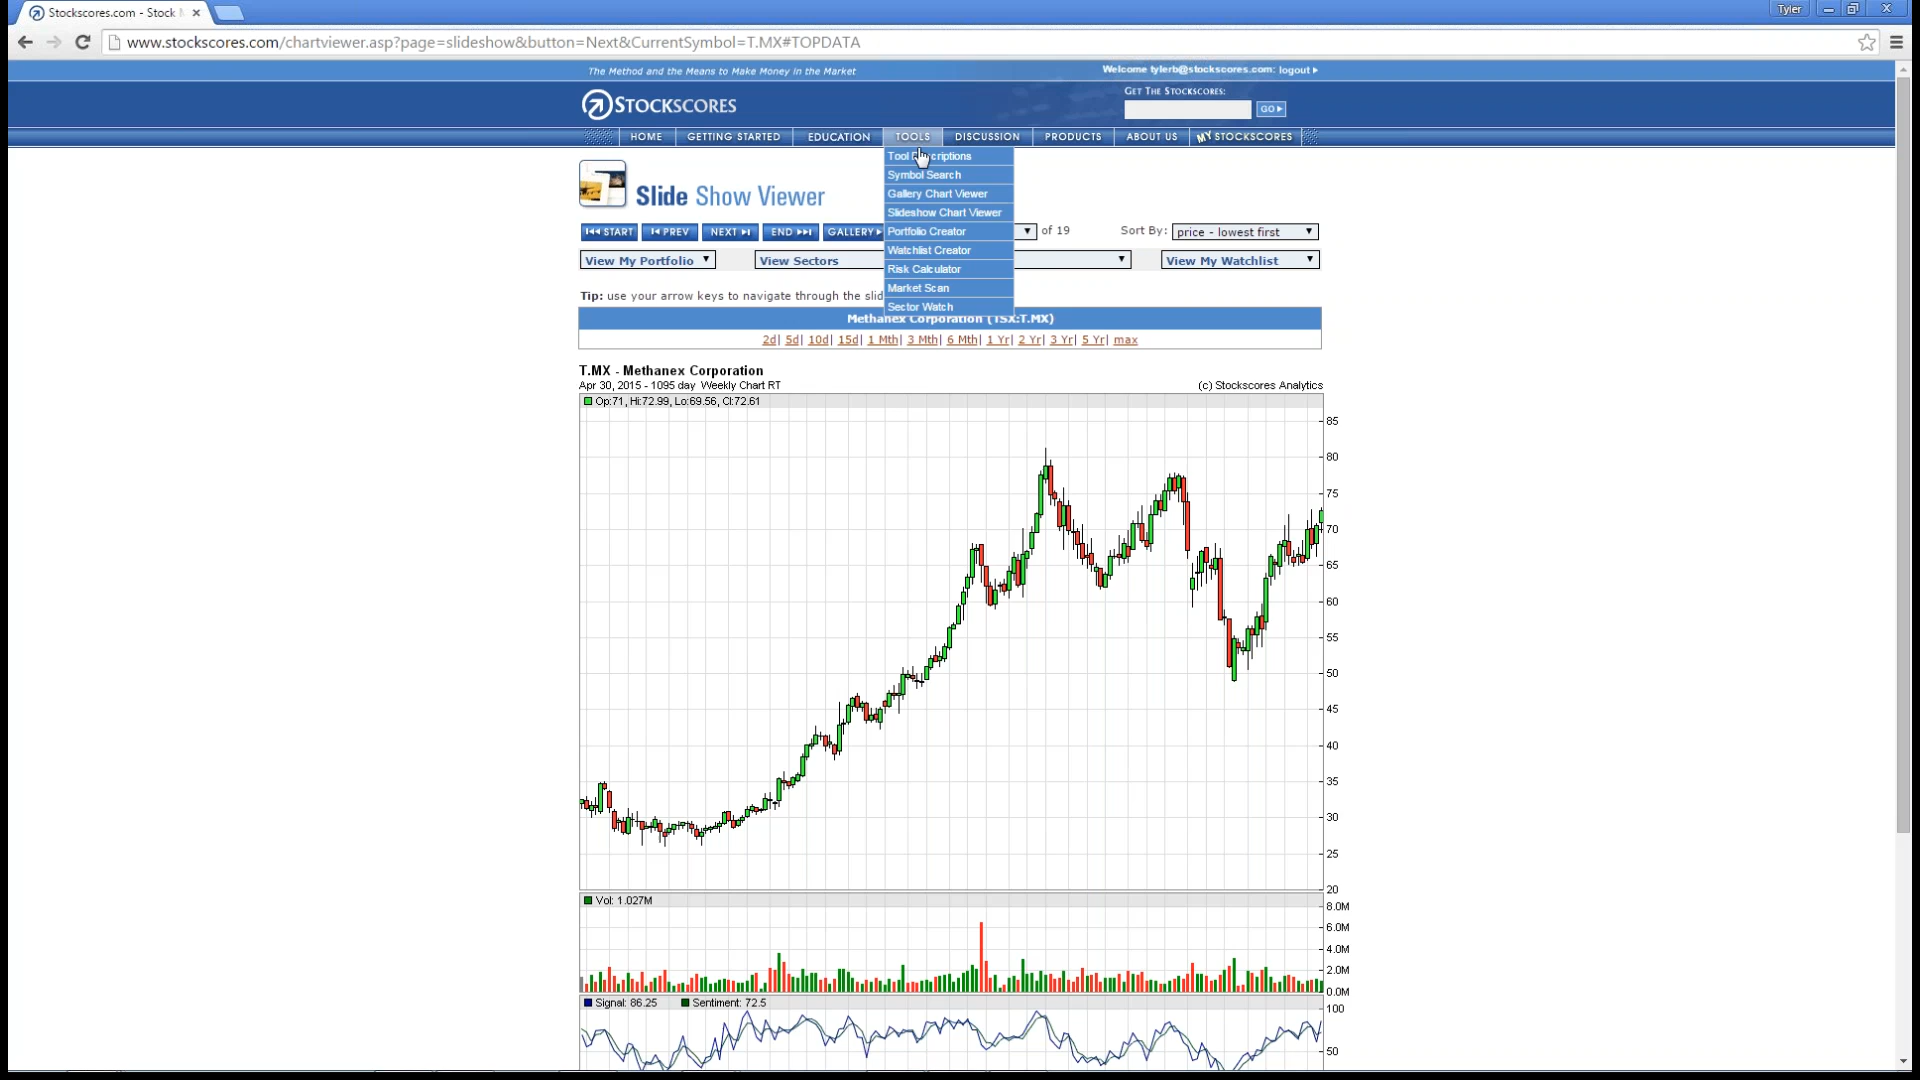 Stockscores.com - Stock M
Tyler
www.stockscores.com/chartviewer.asp?page=slideshow&button=Next&CurrentSymbol=T.MX#TOPDATA
The Method and the Means to Make Money in the Market
Welcome tylerb@stockscores.com: logout
GET THE STOCKSCORES:
STOCKSCORES
GO
HOME
GETTING STARTED
EDUCATION
TOOLS
DISCUSSION
PRODUCTS
ABOUT US
MY STOCKSCORES
Tool Descriptions
Symbol Search
Gallery Chart Viewer
Slideshow Chart Viewer
Portfolio Creator
Watchlist Creator
Risk Calculator
Market Scan
Sector Watch
Slide Show Viewer
START
PREV
NEXT
END
GALLERY
of 19
Sort By:
price - lowest first
View My Portfolio
View Sectors
View My Watchlist
Tip: use your arrow keys to navigate through the slid
Methanex Corporation (TSX:T.MX)
2d| 5d| 10d| 15d| 1 Mth| 3 Mth| 6 Mth| 1 Yr| 2 Yr| 3 Yr| 5 Yr| max
T.MX - Methanex Corporation
Apr 30, 2015 - 1095 day Weekly Chart RT
(c) Stockscores Analytics
Op:71, Hi:72.99, Lo:69.56, Cl:72.61
85
80
75
70
65
60
55
50
45
40
35
30
25
20
Vol: 1.027M
8.0M
6.0M
4.0M
2.0M
0.0M
Signal: 86.25
Sentiment: 72.5
100
50